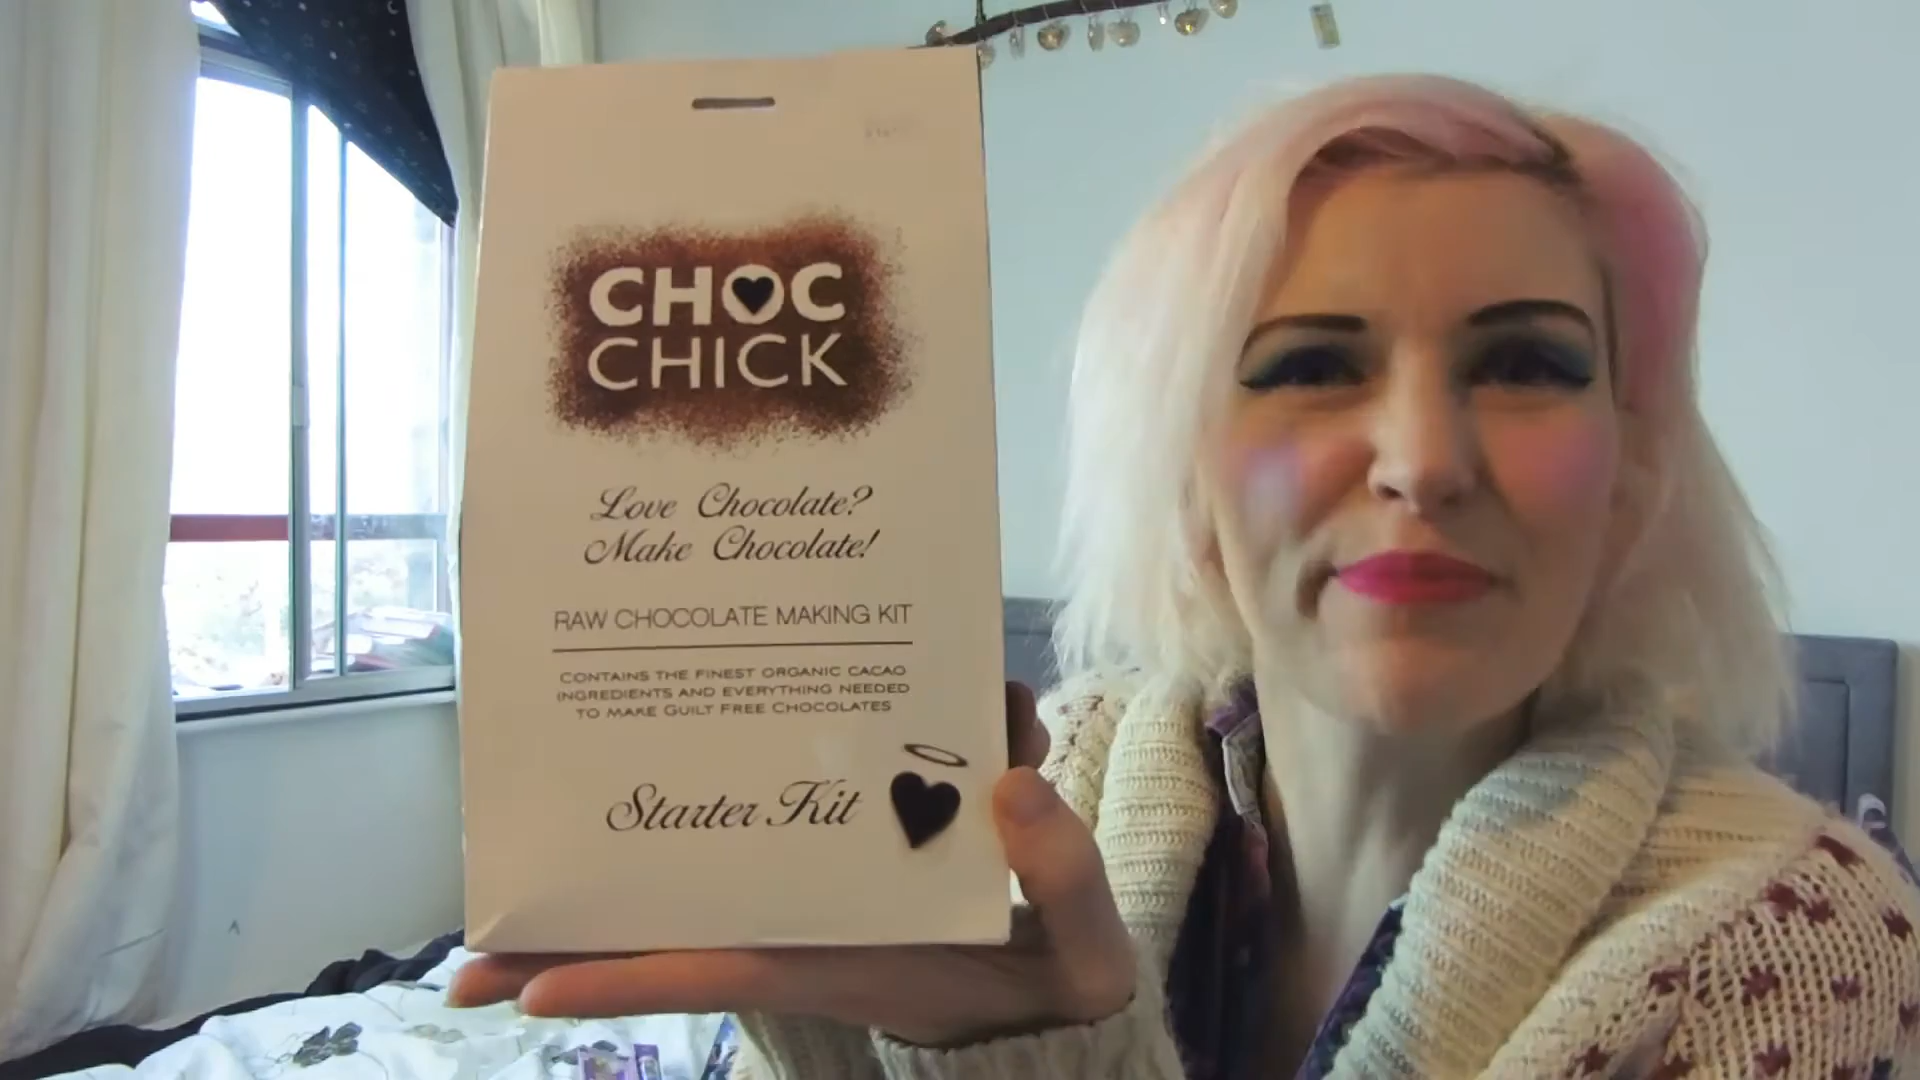 CHOC
CHICK
Love Chocolate?
Make Chocolate!
RAW CHOCOLATE MAKING KIT
CONTAINS THE FINEST ORGANIC CACAO
INGREDIENTS AND EVERYTHING NEEDED
TO MAKE GUILT FREE CHOCOLATES
Starter Kit